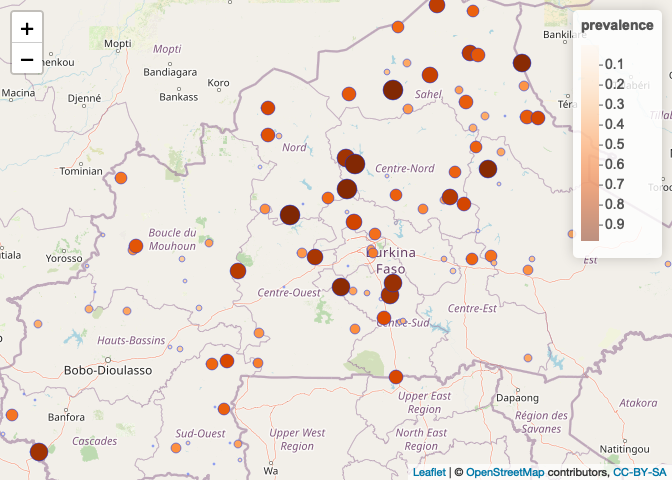 +
−
prevalence
0.1
0.2
0.3
0.4
0.5
0.6
0.7
0.8
0.9
Mopti
Mopti
Bandiagara
Koro
Bankass
Djenné
Macina
Sahel
Nord
Centre-Nord
Tominian
Boucle du
Mouhoun
Yorosso
Burkina
Faso
Est
Centre-Ouest
Centre-Est
Centre-Sud
Hauts-Bassins
Bobo-Dioulasso
Banfora
Cascades
Sud-Ouest
Upper West
Region
Wa
Upper East
Region
North East
Region
Dapaong
Région des
Savanes
Atakora
Natitingou
Leaflet | © OpenStreetMap contributors, CC-BY-SA